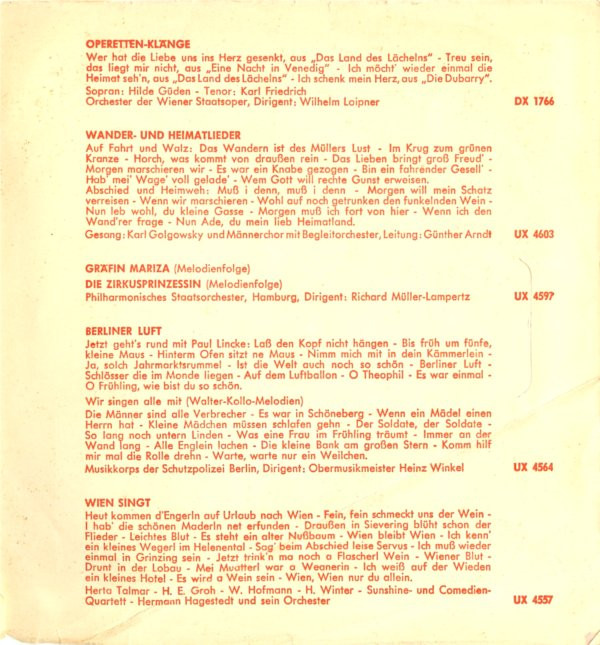 OPERETTEN-KLÄNGE
Wer hat die Liebe uns ins Herz gesenkt, aus „Das Land des Lächelns" - Treu sein,
das liegt mir nicht, aus „Eine Nacht in Venedig" - Ich möcht' wieder einmal die
Heimat seh'n, aus „Das Land des Lächelns" - Ich schenk mein Herz, aus „Die Dubarry".
Sopran: Hilde Güden - Tenor: Karl Friedrich
Orchester der Wiener Staatsoper, Dirigent: Wilhelm Loipner DX 1766
WANDER- UND HEIMATLIEDER
Auf Fahrt und Walz: Das Wandern ist des Müllers Lust - Im Krug zum grünen
Kranze - Horch, was kommt von draußen rein - Das Lieben bringt groß Freud' -
Morgen marschieren wir - Es war ein Knabe gezogen - Bin ein fahrender Gesell' -
Hab' mei' Wage' voll gelade' - Wem Gott will rechte Gunst erweisen.
Abschied und Heimweh: Muß i denn, muß i denn - Morgen will mein Schatz
verreisen - Wenn wir marschieren - Wohl auf noch getrunken den funkelnden Wein -
Nun leb wohl, du kleine Gasse - Morgen muß ich fort von hier - Wenn ich den
Wand'rer frage - Nun Ade, du mein lieb Heimatland.
Gesang: Karl Golgowsky und Männerchor mit Begleitorchester, Leitung: Günther Arndt UX 4603
GRÄFIN MARIZA (Melodienfolge)
DIE ZIRKUSPRINZESSIN (Melodienfolge)
Philharmonisches Staatsorchester, Hamburg, Dirigent: Richard Müller-Lampertz UX 4597
BERLINER LUFT
Jetzt geht's rund mit Paul Lincke: Laß den Kopf nicht hängen - Bis früh um fünfe,
kleine Maus - Hinterm Ofen sitzt ne Maus - Nimm mich mit in dein Kämmerlein -
Ja, solch Jahrmarktsrummel - Ist die Welt auch noch so schön - Berliner Luft -
Schlösser die im Monde liegen - Auf dem Luftballon - O Theophil - Es war einmal -
O Frühling, wie bist du so schön.
Wir singen alle mit (Walter-Kollo-Melodien)
Die Männer sind alle Verbrecher - Es war in Schöneberg - Wenn ein Mädel einen
Herrn hat - Kleine Mädchen müssen schlafen gehn - Der Soldate, der Soldate -
So lang noch untern Linden - Was eine Frau im Frühling träumt - Immer an der
Wand lang - Alle Englein lachen - Die kleine Bank am großen Stern - Komm hilf
mir mal die Rolle drehn - Warte, warte nur ein Weilchen.
Musikkorps der Schutzpolizei Berlin, Dirigent: Obermusikmeister Heinz Winkel UX 4564
WIEN SINGT
Heut kommen d'Engerln auf Urlaub nach Wien - Fein, fein schmeckt uns der Wein -
I hab' die schönen Maderln net erfunden - Draußen in Sievering blüht schon der
Flieder - Leichtes Blut - Es steht ein alter Nußbaum - Wien bleibt Wien - Ich kenn'
ein kleines Wegerl im Helenental - Sag' beim Abschied leise Servus - Ich muß wieder
einmal in Grinzing sein - Jetzt trink'n ma noch a Flascherl Wein - Wiener Blut -
Drunt in der Lobau - Mei Muatterl war a Weanerin - Ich weiß auf der Wieden
ein kleines Hotel - Es wird a Wein sein - Wien, Wien nur du allein.
Herta Talmar - H. E. Groh - W. Hofmann - H. Winter - Sunshine- und Comedien-
Quartett - Hermann Hagestedt und sein Orchester UX 4557